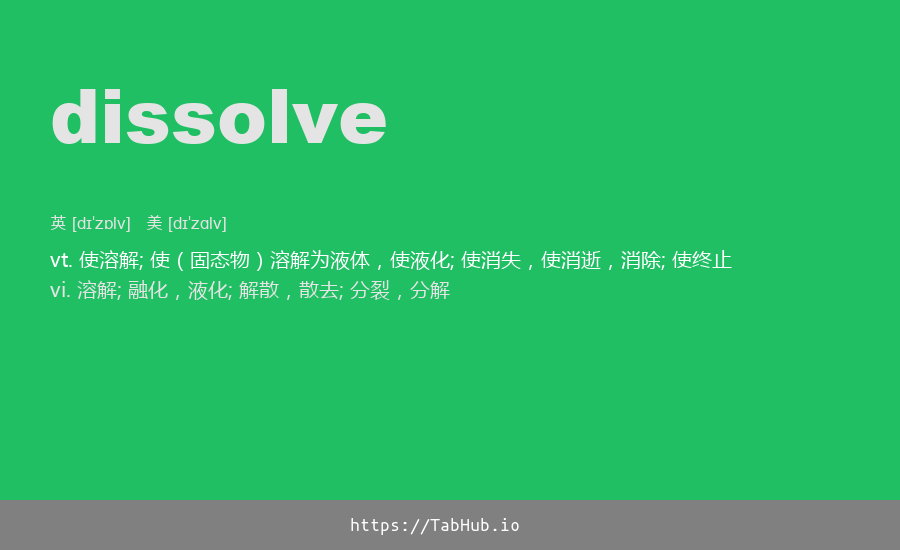 dissolve
英 [dɪˈzɒlv] 美 [dɪˈzɑlv]
vt. 使溶解; 使（固态物）溶解为液体，使液化; 使消失，使消逝，消除; 使终止
vi. 溶解; 融化，液化; 解散，散去; 分裂，分解
https://TabHub.io